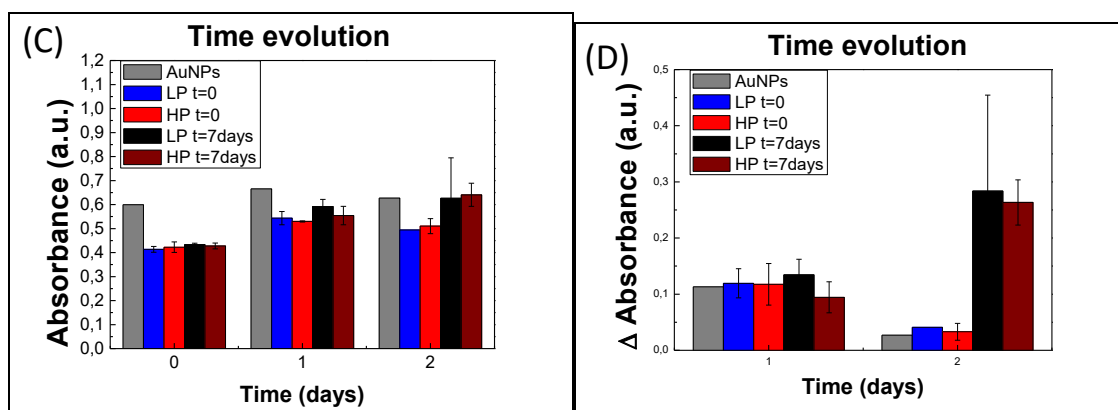 (C)
Time evolution
1,2
1,1
1,0
0,9
0,8
0,7
0,6
0,5
0,4
0,3
0,2
0,1
0,0
Absorbance (a.u.)
AuNPs
LP t=0
HP t=0
LP t=7days
HP t=7days
0
1
2
Time (days)
(D)
Time evolution
0,5
0,4
0,3
0,2
0,1
0,0
Δ Absorbance (a.u.)
AuNPs
LP t=0
HP t=0
LP t=7days
HP t=7days
1
2
Time (days)